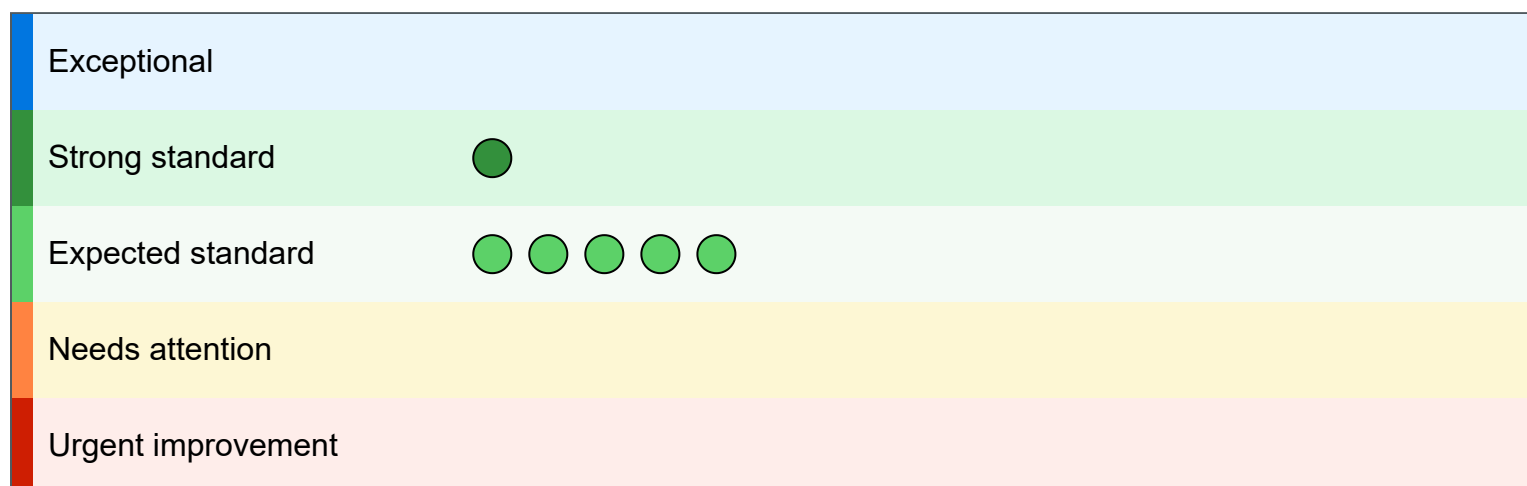 Exceptional
Strong standard
Expected standard
Needs attention
Urgent improvement